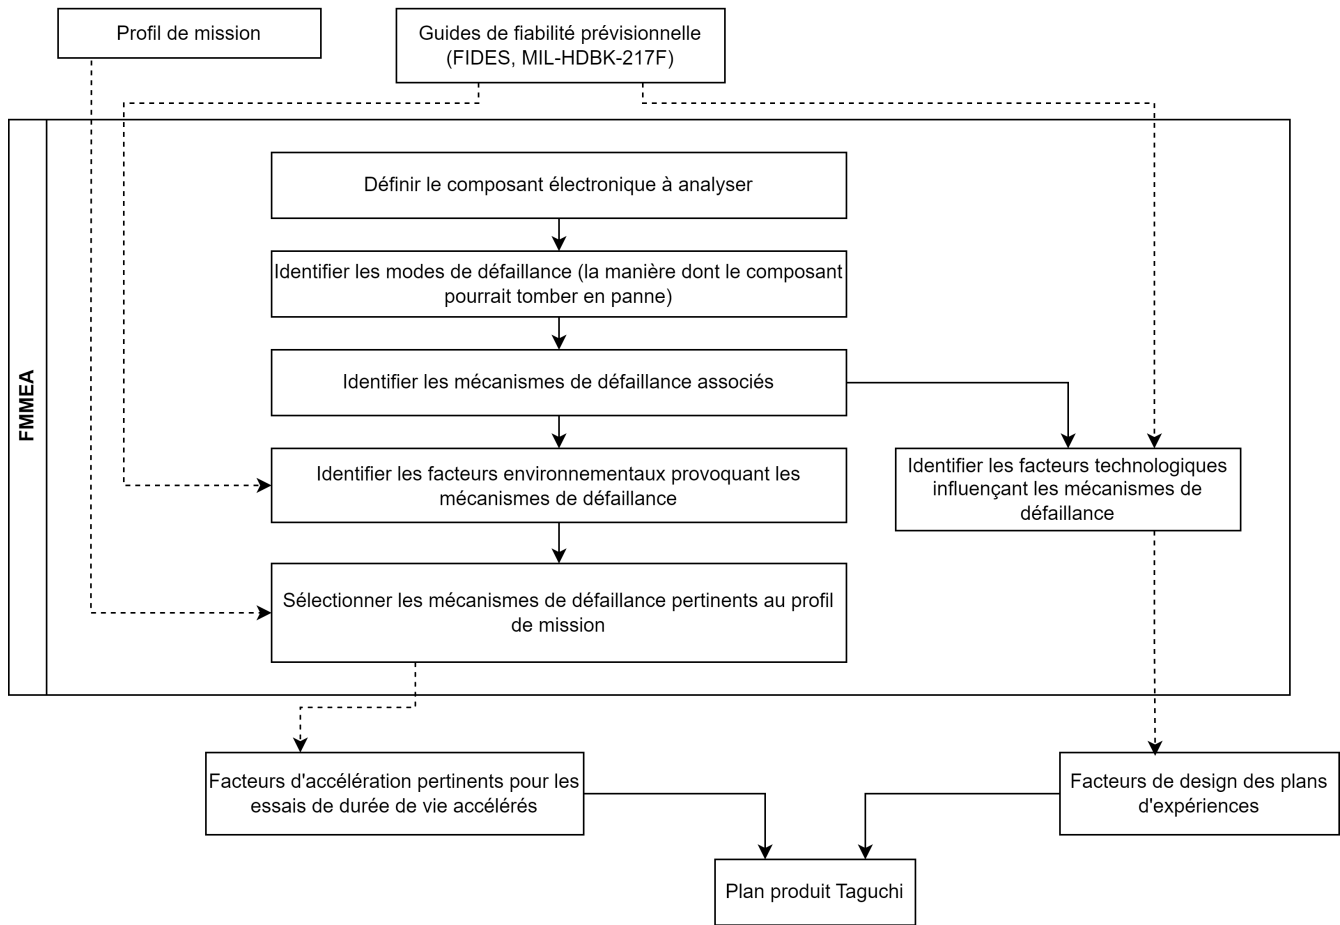 Profil de mission
Guides de fiabilité prévisionnelle
(FIDES, MIL-HDBK-217F)
FMMEA
Définir le composant électronique à analyser
Identifier les modes de défaillance (la manière dont le composant
pourrait tomber en panne)
Identifier les mécanismes de défaillance associés
Identifier les facteurs environnementaux provoquant les
mécanismes de défaillance
Identifier les facteurs technologiques
influençant les mécanismes de
défaillance
Sélectionner les mécanismes de défaillance pertinents au profil
de mission
Facteurs d'accélération pertinents pour les
essais de durée de vie accélérés
Facteurs de design des plans
d'expériences
Plan produit Taguchi